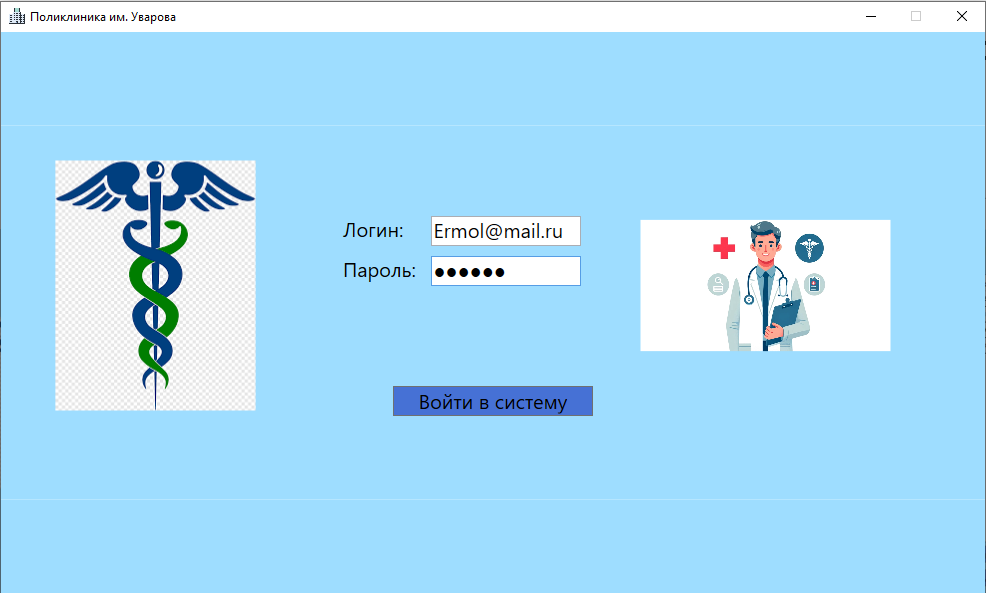 Поликлиника им. Уварова
Логин: Ermol@mail.ru
Пароль: ●●●●●●
Войти в систему